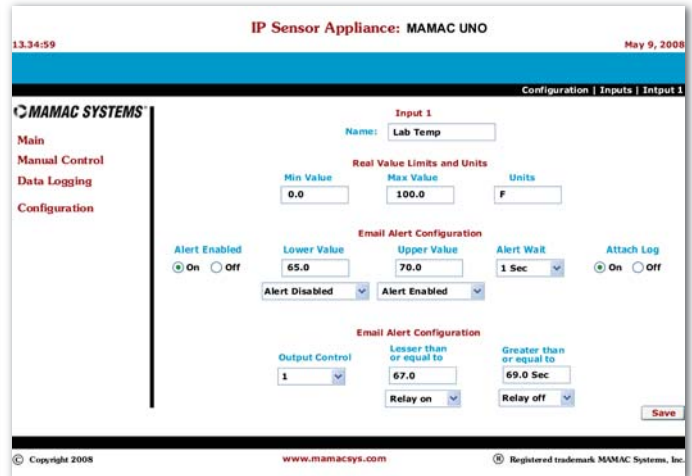 IP Sensor Appliance: MAMAC UNO
13.34:59
May 9, 2008
Configuration | Inputs | Intput 1
MAMAC SYSTEMS
Main
Manual Control
Data Logging
Configuration
Input 1
Name: Lab Temp
Real Value Limits and Units
Min Value Max Value Units
0.0 100.0 F
Email Alert Configuration
Alert Enabled Lower Value Upper Value Alert Wait Attach Log
On Off 65.0 70.0 1 Sec On Off
Alert Disabled Alert Enabled
Email Alert Configuration
Output Control Lesser than or equal to Greater than or equal to
1 67.0 69.0 Sec
Relay on Relay off
Save
© Copyright 2008 www.mamacsys.com ® Registered trademark MAMAC Systems, Inc.